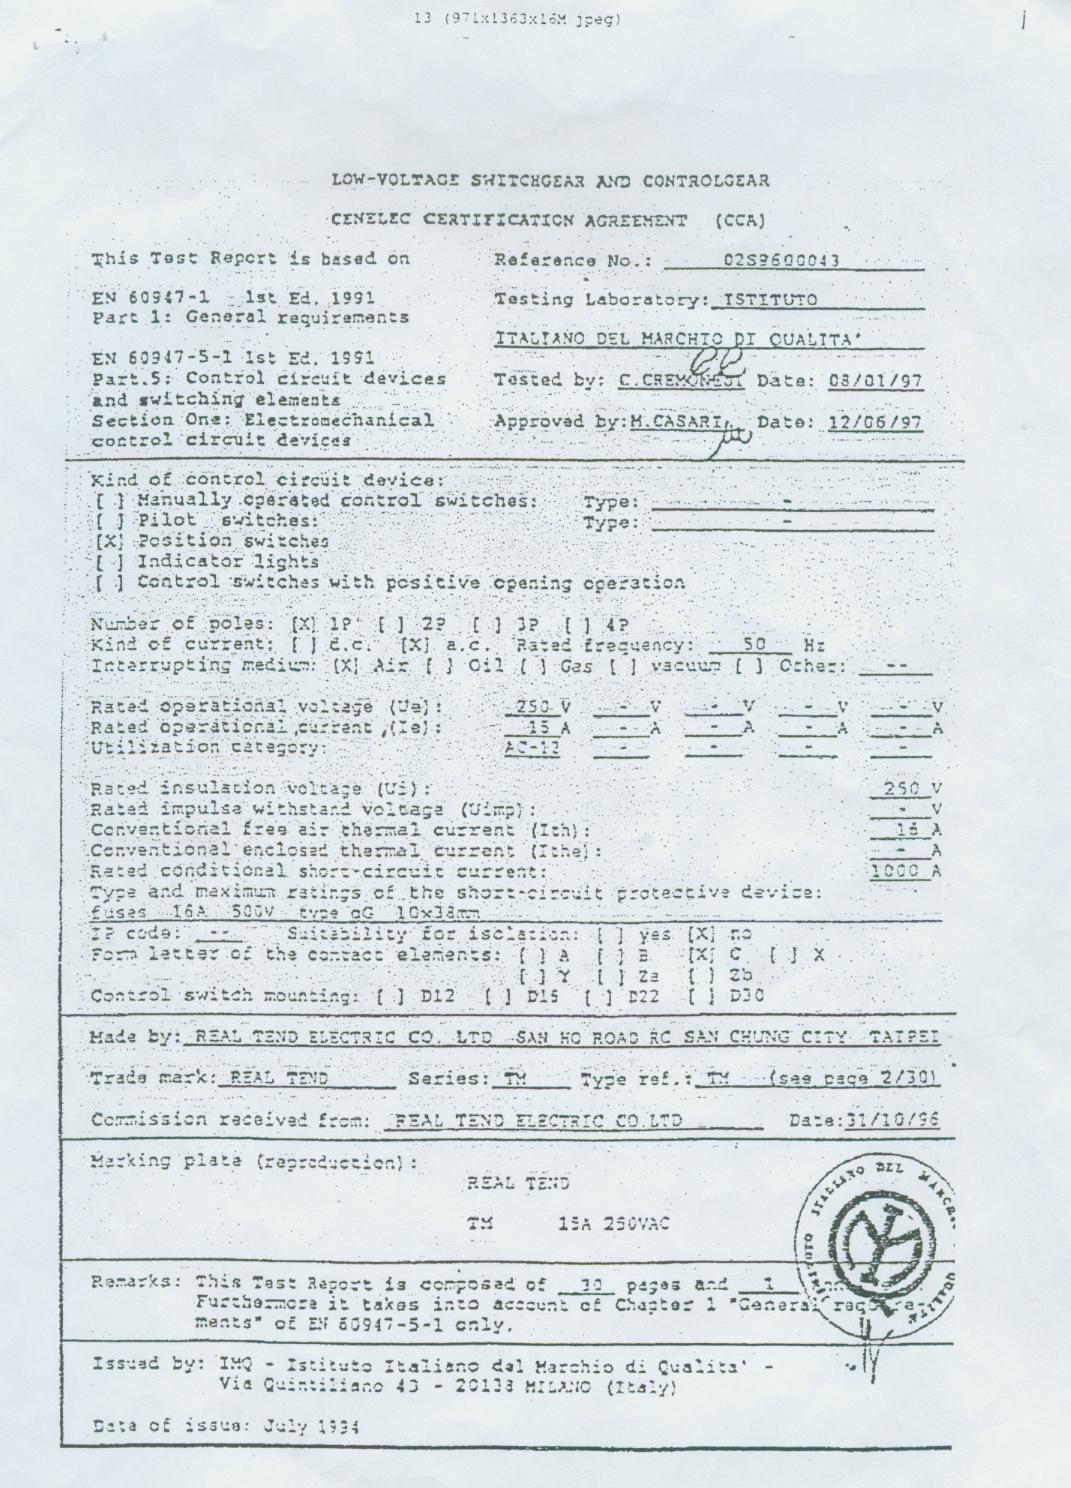 13 (971x1363x16M jpeg)
LOW-VOLTAGE SWITCHGEAR AND CONTROLGEAR
CENELEC CERTIFICATION AGREEMENT (CCA)
This Test Report is based on
Reference No.: 02S9600043
EN 60947-1 1st Ed. 1991
Part 1: General requirements
Testing Laboratory: ISTITUTO
ITALIANO DEL MARCHIO DI QUALITA'
EN 60947-5-1 1st Ed. 1991
Part.5: Control circuit devices
and switching elements
Section One: Electromechanical
control circuit devices
Tested by: C.CREMONESI Date: 08/01/97
Approved by: M.CASARI Date: 12/06/97
Kind of control circuit device:
[ ] Manually operated control switches: Type: -
[ ] Pilot switches: Type: -
[X] Position switches
[ ] Indicator lights
[ ] Control switches with positive opening operation
Number of poles: [X] 1P [ ] 2P [ ] 3P [ ] 4P
Kind of current: [ ] d.c. [X] a.c. Rated frequency: 50 Hz
Interrupting medium: [X] Air [ ] Oil [ ] Gas [ ] vacuum [ ] Other: --
Rated operational voltage (Ue): 250 V - V - V - V - V
Rated operational current (Ie): 15 A - A - A - A - A
Utilization category: AC-12 - - - -
Rated insulation voltage (Ui): 250 V
Rated impulse withstand voltage (Uimp): - V
Conventional free air thermal current (Ith): 16 A
Conventional enclosed thermal current (Ithe): - A
Rated conditional short-circuit current: 1000 A
Type and maximum ratings of the short-circuit protective device:
fuses 16A 500V type gG 10x38mm
IP code: -- Suitability for isolation: [ ] yes [X] no
Form letter of the contact elements: [ ] A [ ] B [X] C [ ] X
[ ] Y [ ] Za [ ] Zb
Control switch mounting: [ ] D12 [ ] D16 [ ] D22 [ ] D30
Made by: REAL TEND ELECTRIC CO. LTD SAN HO ROAD RC SAN CHUNG CITY TAIPEI
Trade mark: REAL TEND Series: TM Type ref.: TM (see page 2/30)
Commission received from: REAL TEND ELECTRIC CO.LTD Date:31/10/96
Marking plate (reproduction):
REAL TEND
TM 15A 250VAC
ISTITUTO ITALIANO DEL MARCHIO QUALITA
Remarks: This Test Report is composed of 30 pages and 1
Furthermore it takes into account of Chapter 1 "General require-
ments" of EN 60947-5-1 only.
Issued by: IMQ - Istituto Italiano del Marchio di Qualita' -
Via Quintiliano 43 - 20138 MILANO (Italy)
Date of issue: July 1994